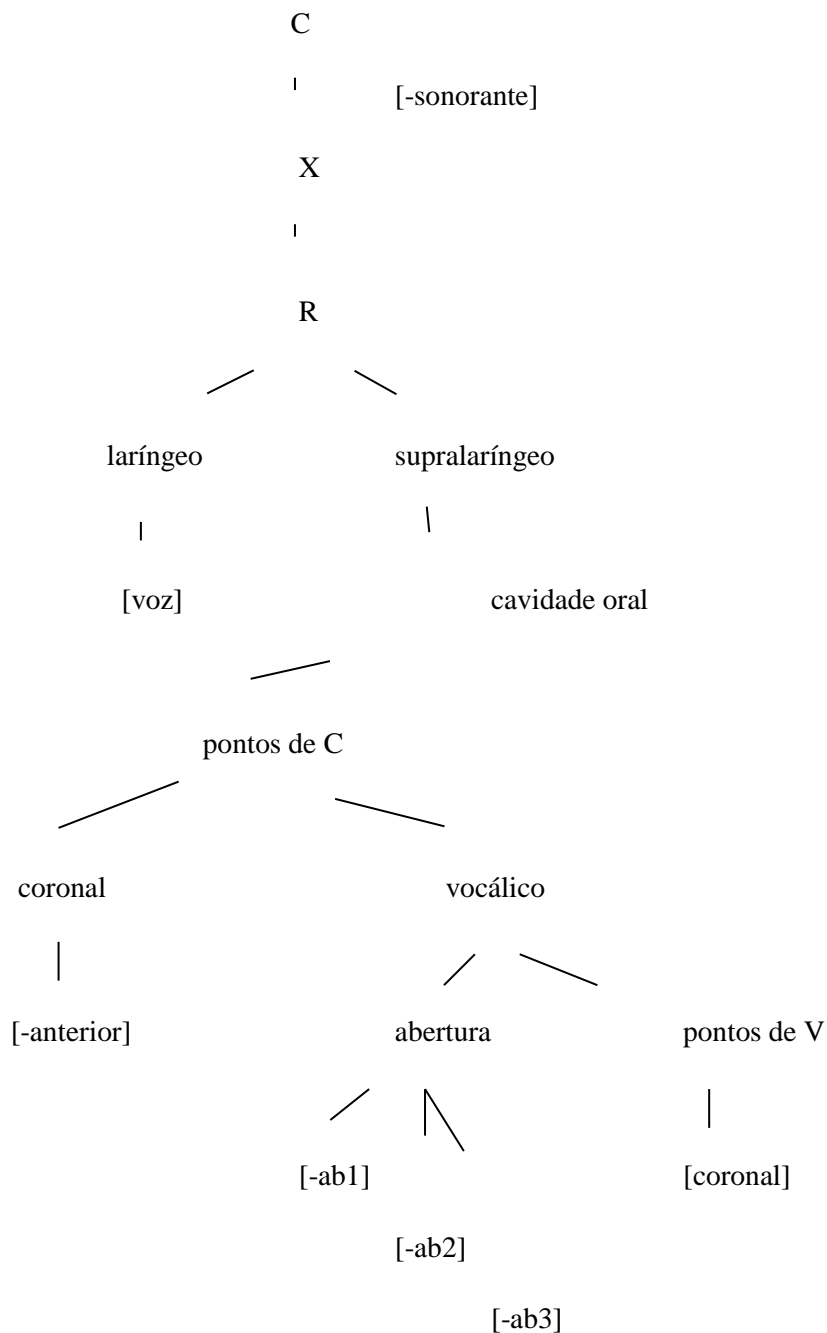 C
[-sonorante]
X
R
laríngeo supralaríngeo
[voz] cavidade oral
pontos de C
coronal vocálico
[-anterior] abertura pontos de V
[-ab1] [coronal]
[-ab2]
[-ab3]